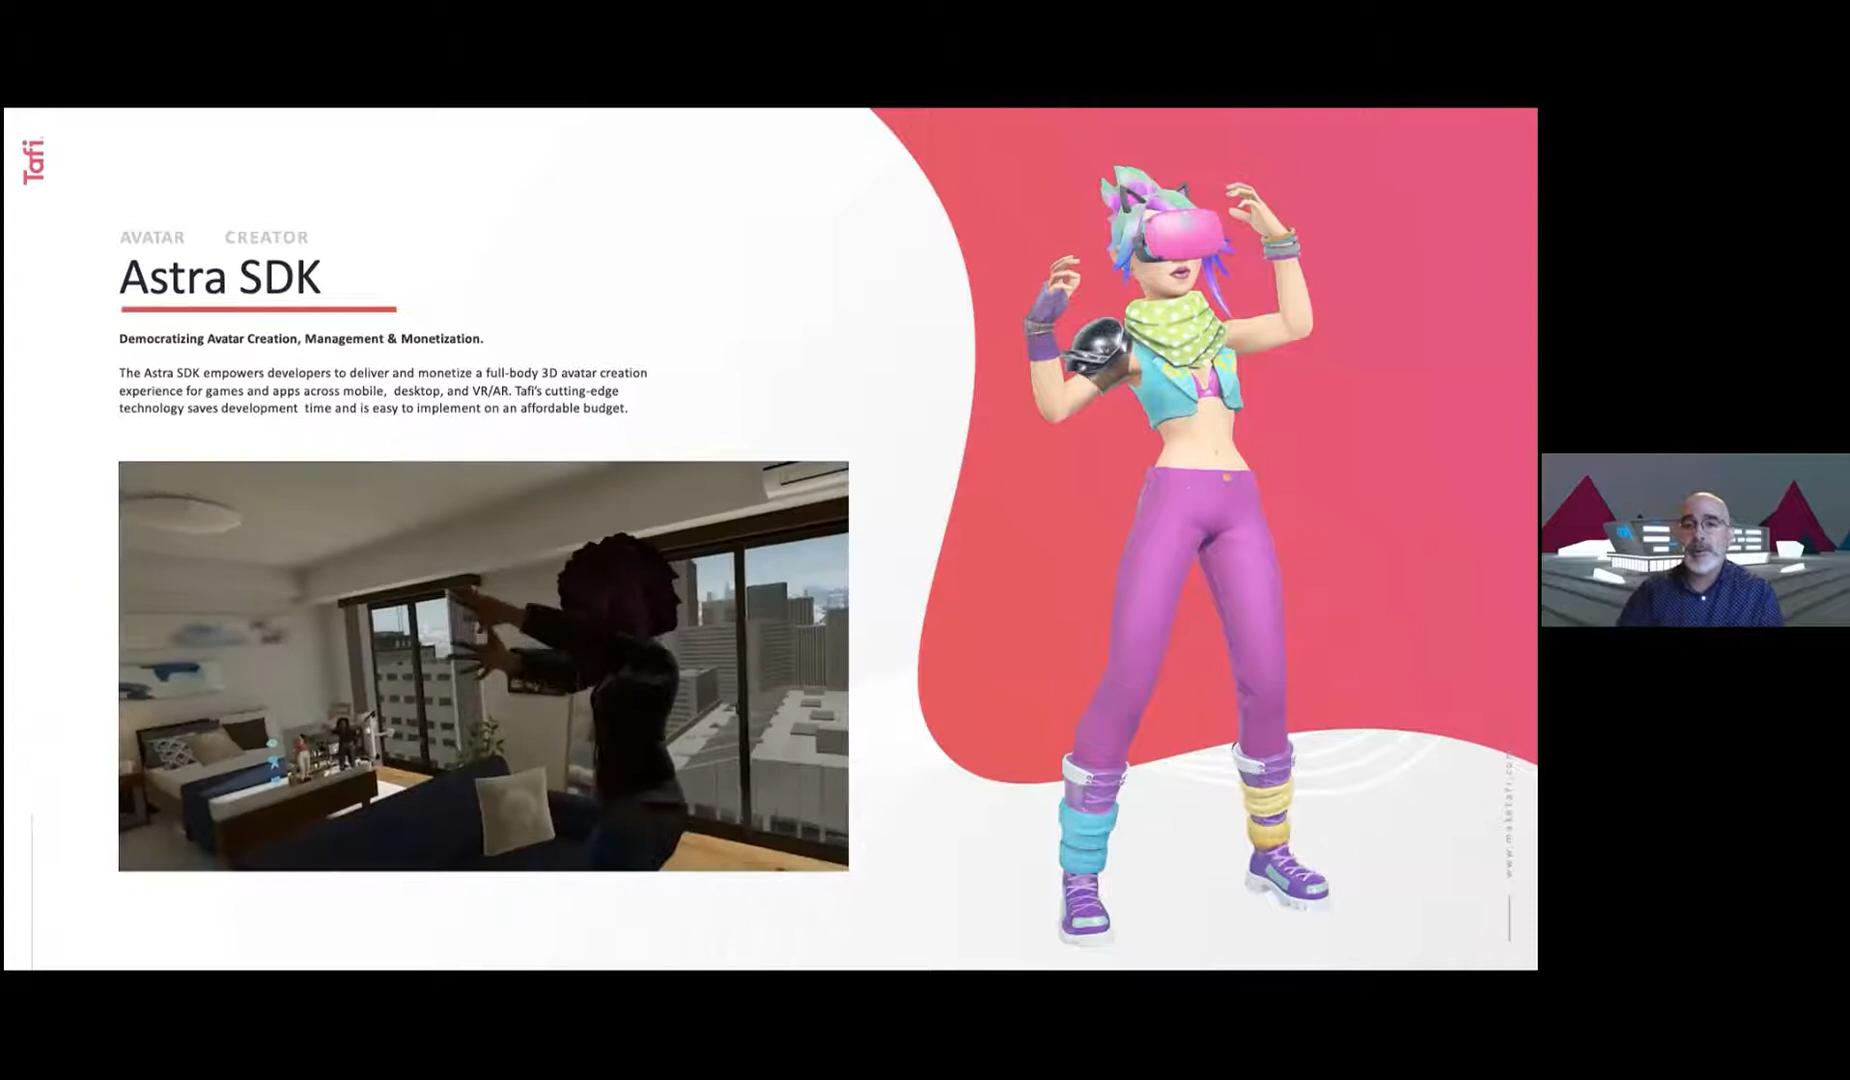 Tafi
AVATAR CREATOR
Astra SDK
Democratizing Avatar Creation, Management & Monetization.
The Astra SDK empowers developers to deliver and monetize a full-body 3D avatar creation
experience for games and apps across mobile, desktop, and VR/AR. Tafi's cutting-edge
technology saves development time and is easy to implement on an affordable budget.
www.maketafi.com